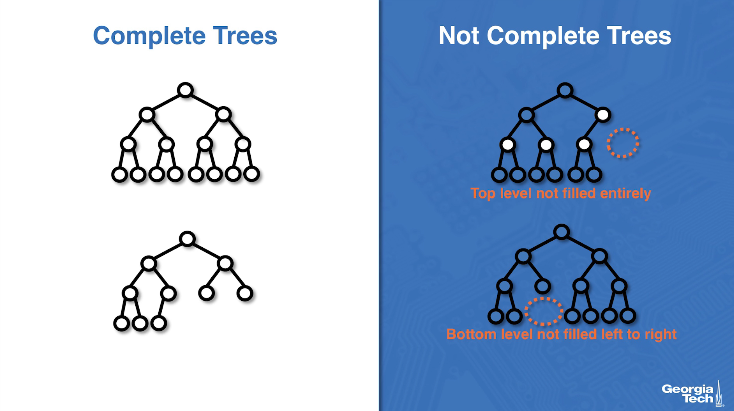 Complete Trees
Not Complete Trees
Top level not filled entirely
Bottom level not filled left to right
Georgia
Tech